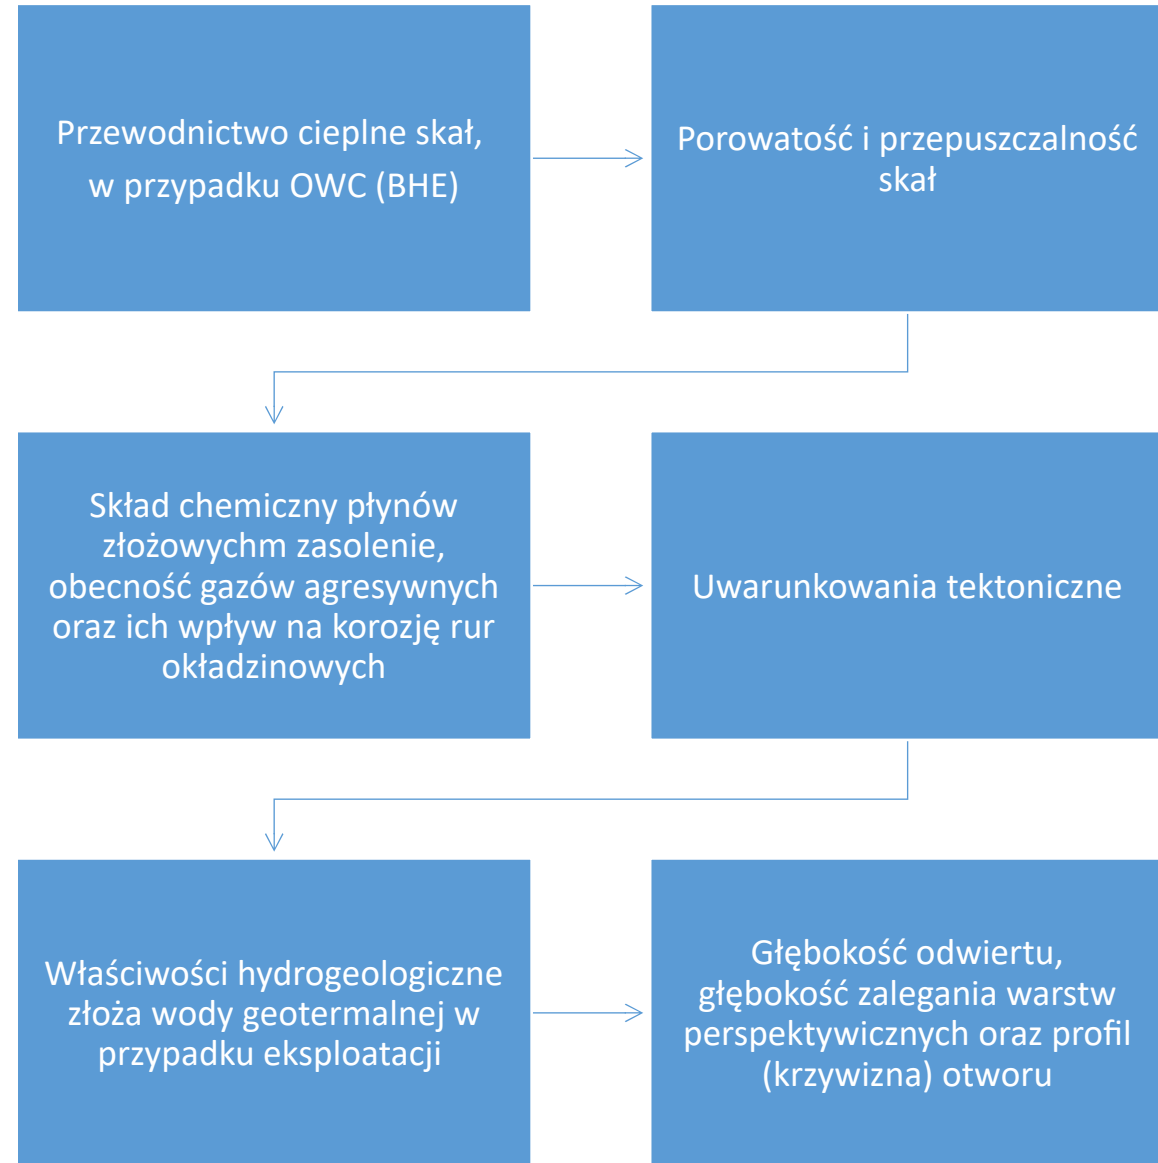 Przewodnictwo cieplne skał,
w przypadku OWC (BHE)
Porowatość i przepuszczalność
skał
Skład chemiczny płynów
złożowychm zasolenie,
obecność gazów agresywnych
oraz ich wpływ na korozję rur
okładzinowych
Uwarunkowania tektoniczne
Właściwości hydrogeologiczne
złoża wody geotermalnej w
przypadku eksploatacji
Głębokość odwiertu,
głębokość zalegania warstw
perspektywicznych oraz profil
(krzywizna) otworu